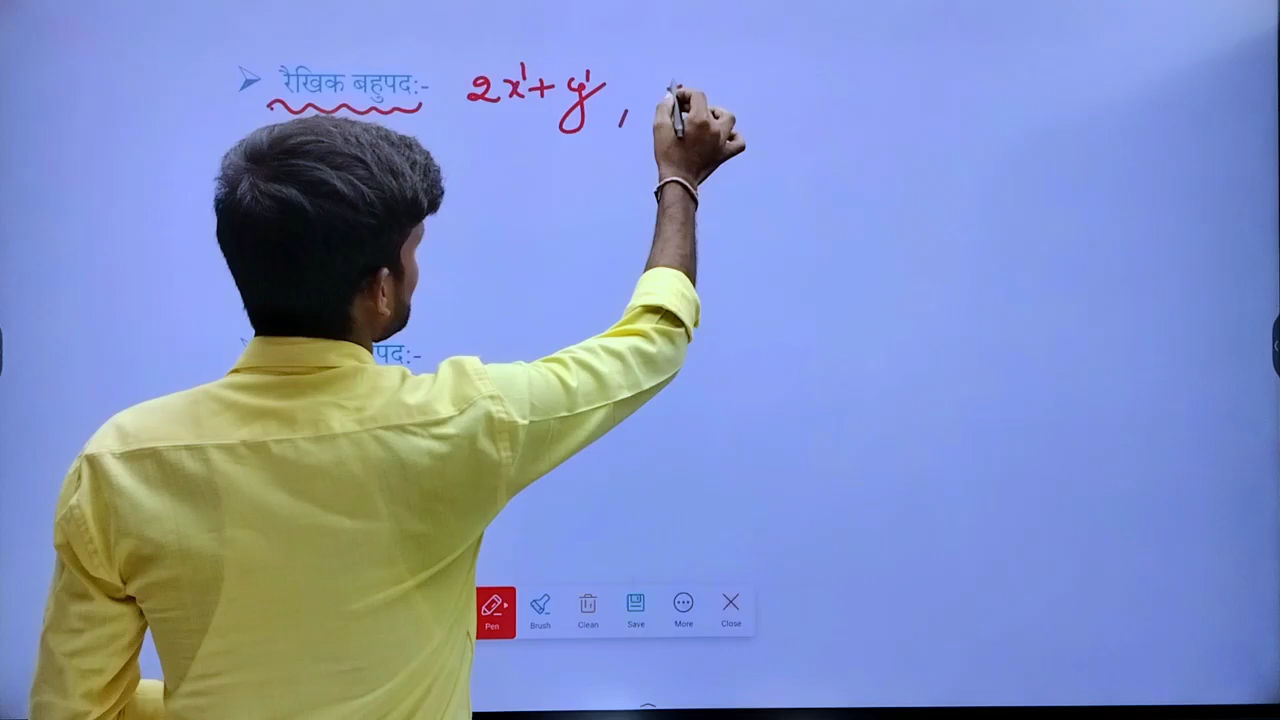 रैखिक बहुपद:- 2x¹ + y¹ ,
पद:-
Pen Brush Clean Save More Close